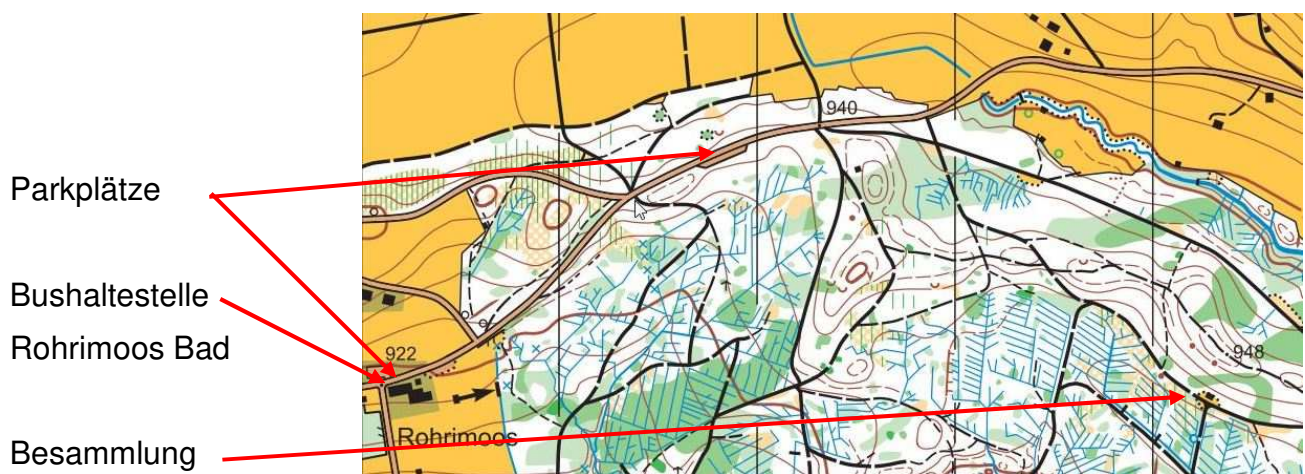 Parkplätze
Bushaltestelle
Rohrimoos Bad
Besammlung
940
922
948
Rohrimoos